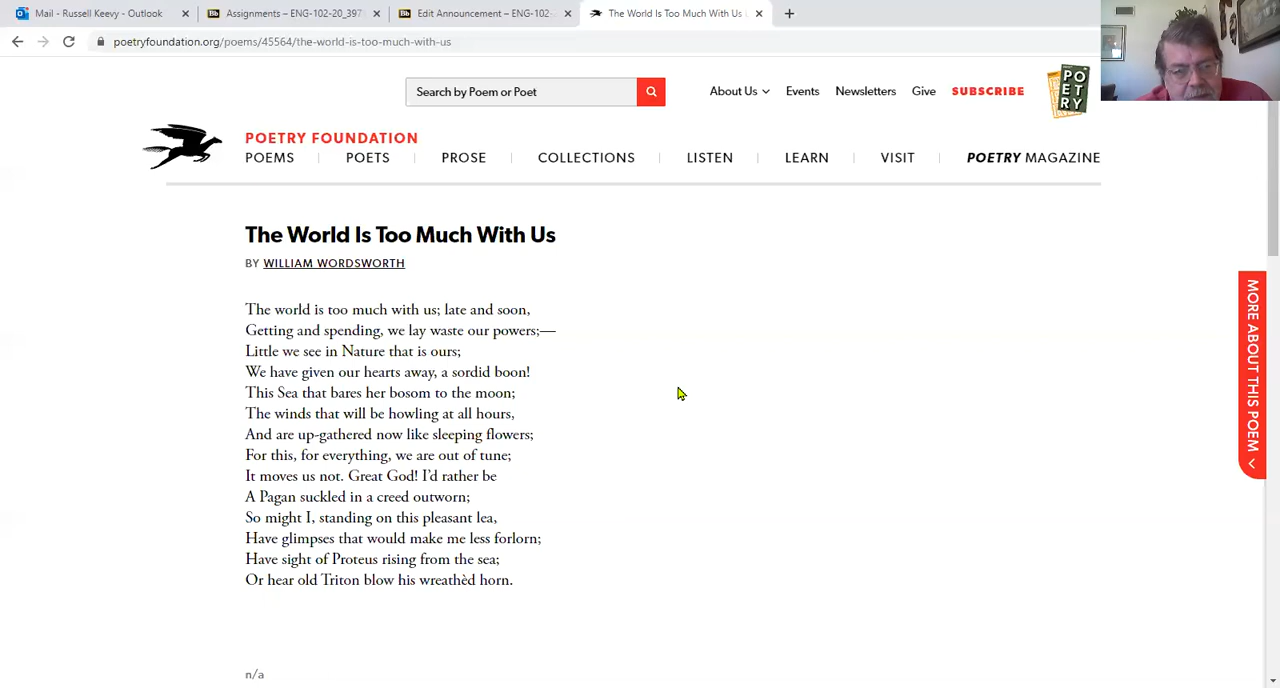 Mail - Russell Keevy - Outlook
Assignments – ENG-102-20_397
Edit Announcement – ENG-102-
The World Is Too Much With Us
poetryfoundation.org/poems/45564/the-world-is-too-much-with-us
Search by Poem or Poet
About Us
Events
Newsletters
Give
SUBSCRIBE
POETRY
POETRY FOUNDATION
POEMS
POETS
PROSE
COLLECTIONS
LISTEN
LEARN
VISIT
POETRY MAGAZINE
The World Is Too Much With Us
BY WILLIAM WORDSWORTH
The world is too much with us; late and soon,
Getting and spending, we lay waste our powers;—
Little we see in Nature that is ours;
We have given our hearts away, a sordid boon!
This Sea that bares her bosom to the moon;
The winds that will be howling at all hours,
And are up-gathered now like sleeping flowers;
For this, for everything, we are out of tune;
It moves us not. Great God! I’d rather be
A Pagan suckled in a creed outworn;
So might I, standing on this pleasant lea,
Have glimpses that would make me less forlorn;
Have sight of Proteus rising from the sea;
Or hear old Triton blow his wreathèd horn.
MORE ABOUT THIS POEM
n/a